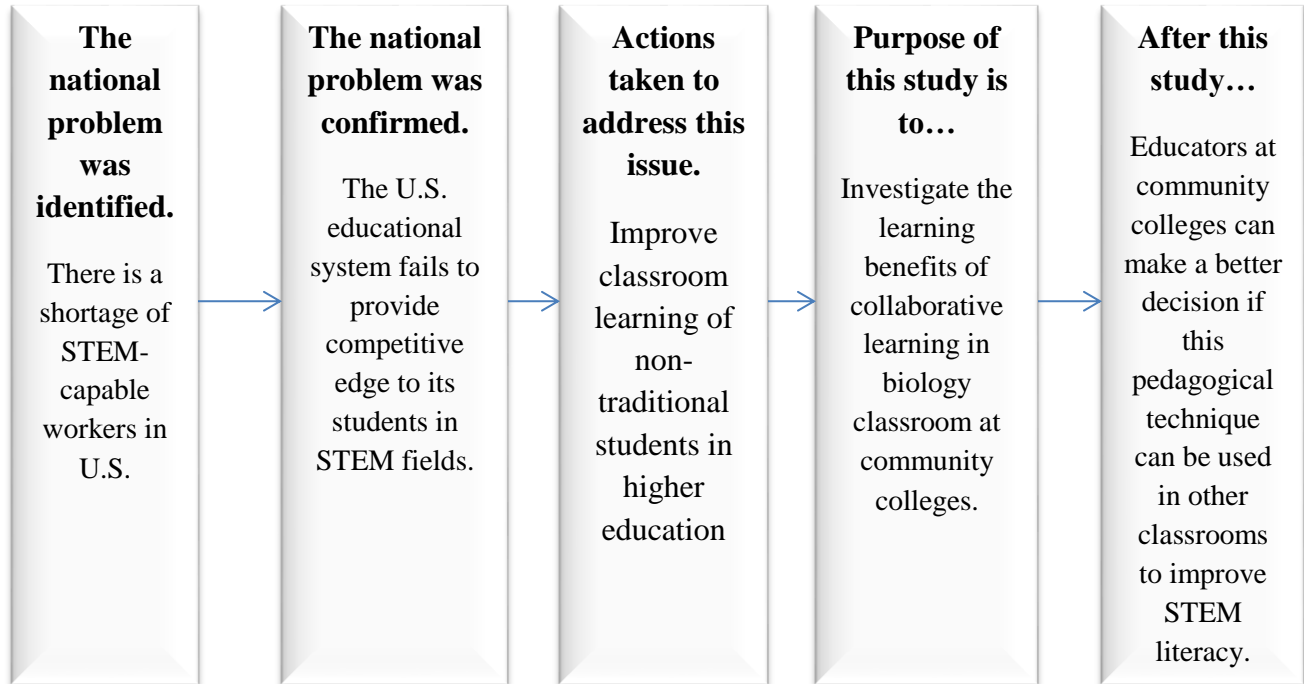 The
national
problem
was
identified.
There is a
shortage of
STEM-
capable
workers in
U.S.
The national
problem was
confirmed.
The U.S.
educational
system fails to
provide
competitive
edge to its
students in
STEM fields.
Actions
taken to
address this
issue.
Improve
classroom
learning of
non-
traditional
students in
higher
education
Purpose of
this study is
to…
Investigate the
learning
benefits of
collaborative
learning in
biology
classroom at
community
colleges.
After this
study…
Educators at
community
colleges can
make a better
decision if
this
pedagogical
technique
can be used
in other
classrooms
to improve
STEM
literacy.